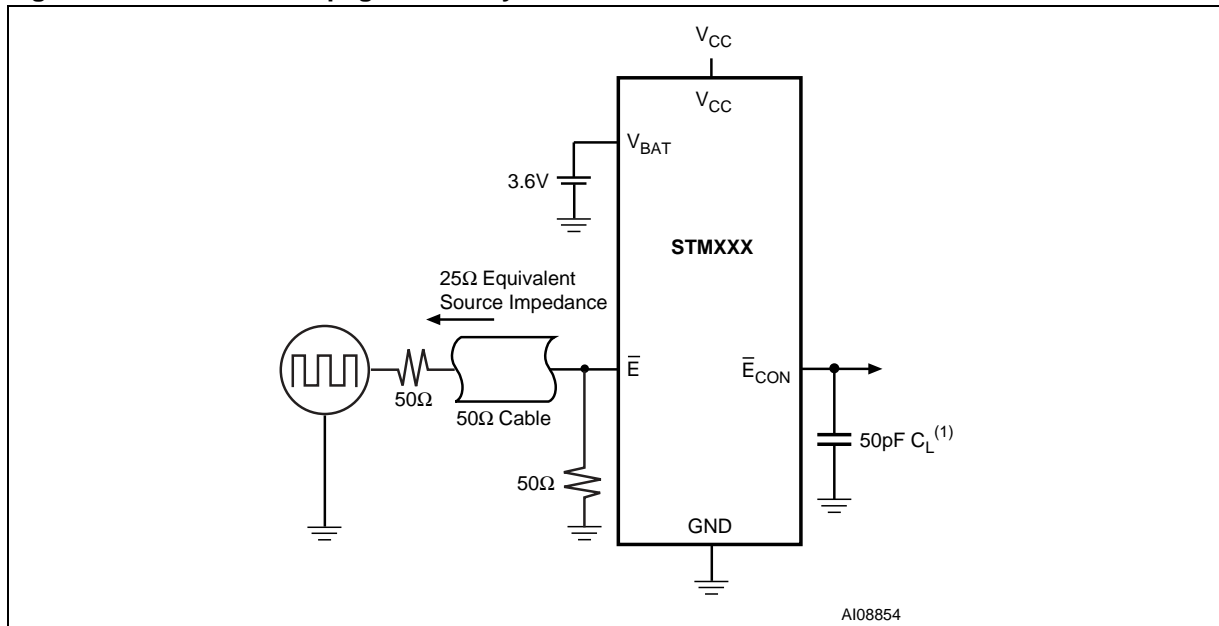 V_CC
V_CC
V_BAT
3.6V
STMXXX
25Ω Equivalent
Source Impedance
E̅
E̅_CON
50Ω
50Ω Cable
50pF C_L^(1)
50Ω
GND
AI08854